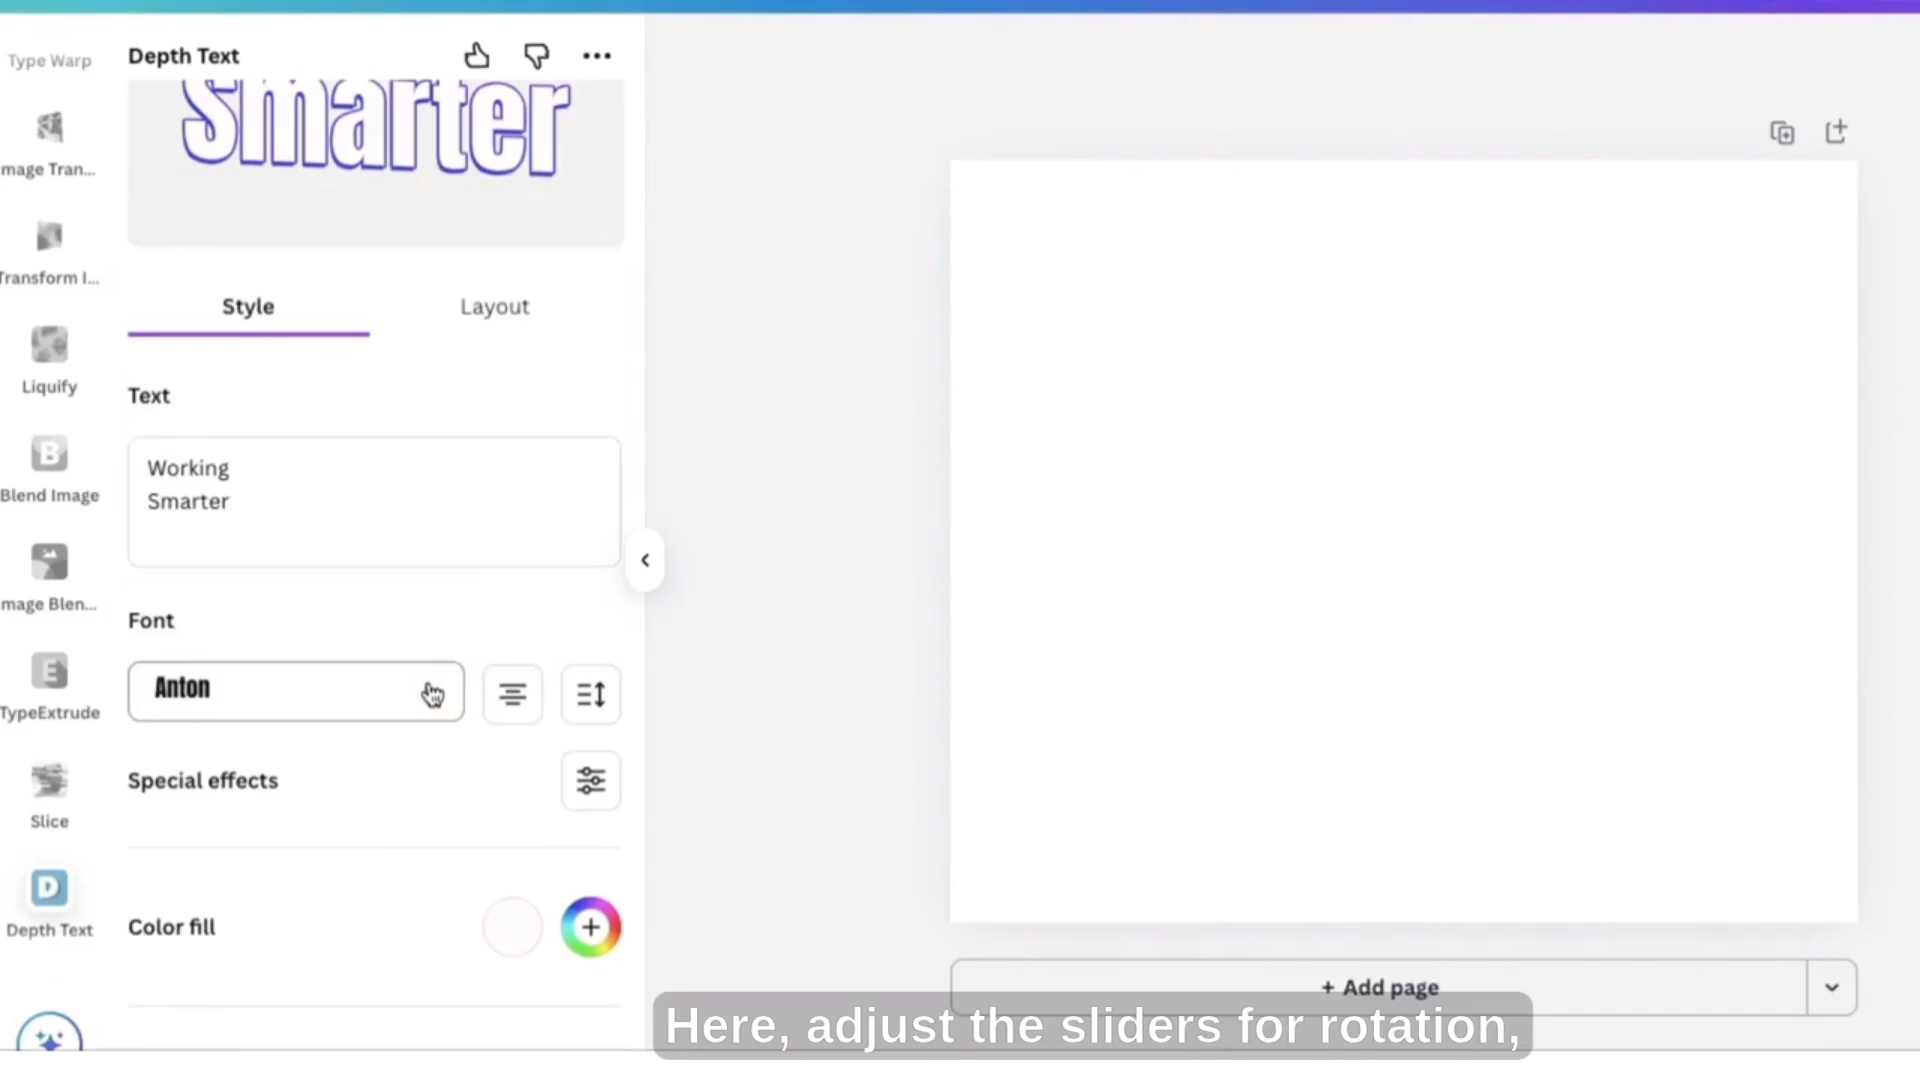 Type Warp
Depth Text
Smarter
mage Tran...
Transform I...
Style
Layout
Liquify
Text
Working
Smarter
Blend Image
mage Blen...
Font
Anton
TypeExtrude
Special effects
Slice
Depth Text
Color fill
+ Add page
Here, adjust the sliders for rotation,
B
E
D